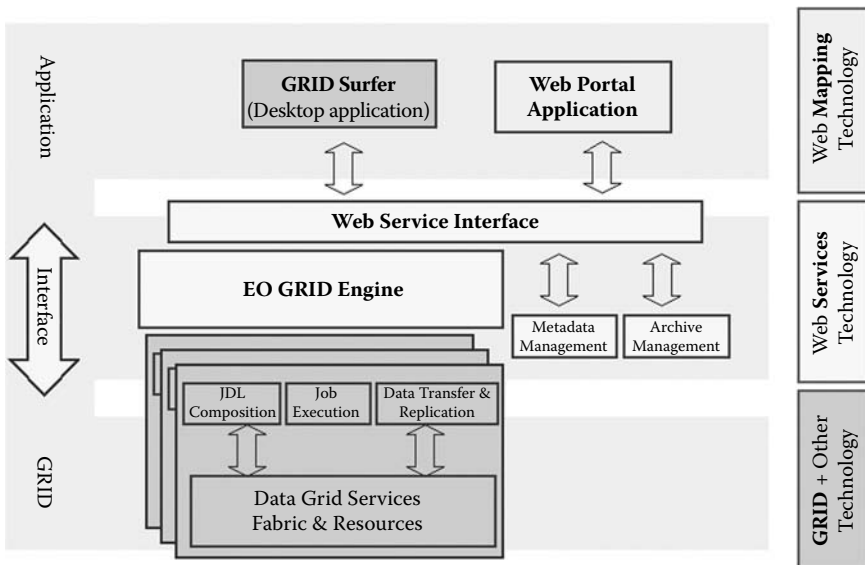 Application
GRID Surfer
(Desktop application)
Web Portal
Application
Web Mapping
Technology
Interface
Web Service Interface
EO GRID Engine
Metadata
Management
Archive
Management
Web Services
Technology
GRID
JDL
Composition
Job
Execution
Data Transfer &
Replication
Data Grid Services
Fabric & Resources
GRID + Other
Technology